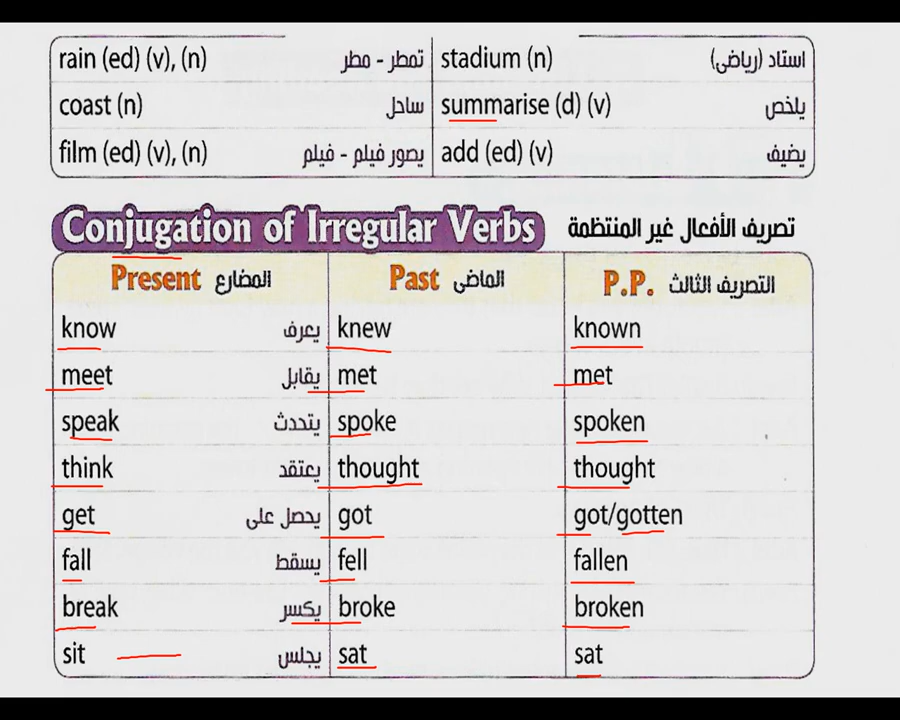 rain (ed) (v), (n) تمطر - مطر stadium (n) استاد (رياضى)
coast (n) ساحل summarise (d) (v) يلخص
film (ed) (v), (n) يصور فيلم - فيلم add (ed) (v) يضيف
Conjugation of Irregular Verbs تصريف الأفعال غير المنتظمة
Present المضارع Past الماضى P.P. التصريف الثالث
know يعرف knew known
meet يقابل met met
speak يتحدث spoke spoken
think يعتقد thought thought
get يحصل على got got/gotten
fall يسقط fell fallen
break يكسر broke broken
sit يجلس sat sat